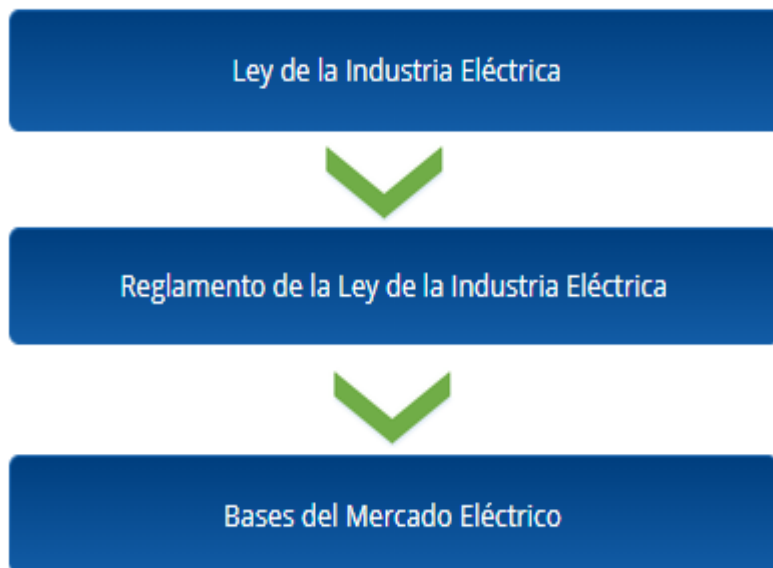 Ley de la Industria Eléctrica
Reglamento de la Ley de la Industria Eléctrica
Bases del Mercado Eléctrico